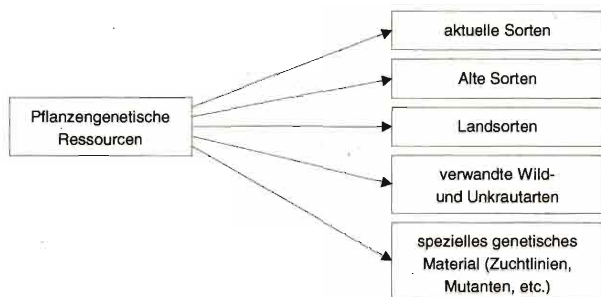 Pflanzengenetische
Ressourcen
aktuelle Sorten
Alte Sorten
Landsorten
verwandte Wild-
und Unkrautarten
spezielles genetisches
Material (Zuchtlinien,
Mutanten, etc.)